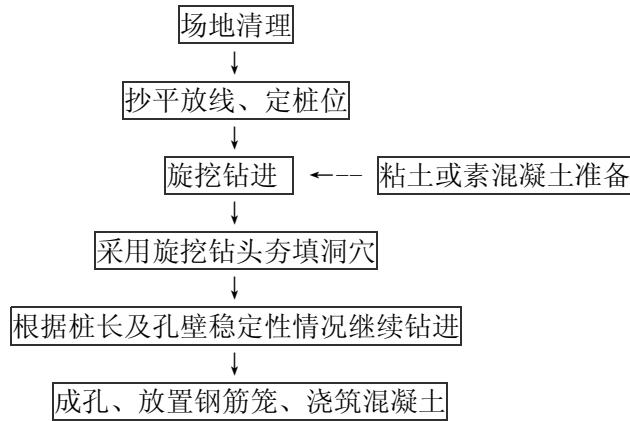 场地清理
抄平放线、定桩位
旋挖钻进
粘土或素混凝土准备
采用旋挖钻头夯填洞穴
根据桩长及孔壁稳定性情况继续钻进
成孔、放置钢筋笼、浇筑混凝土